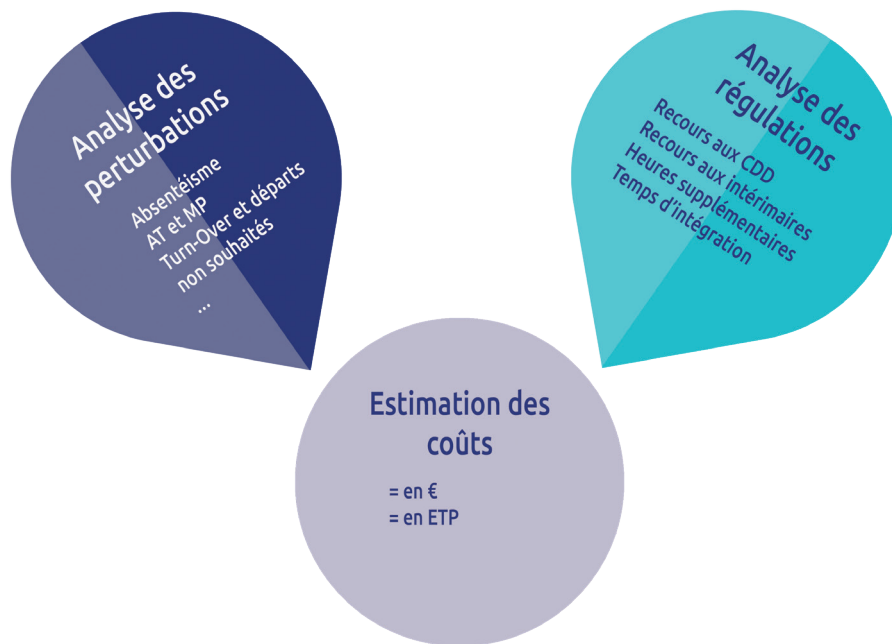 Analyse des
perturbations
Absentéisme
AT et MP
Turn-Over et départs
non souhaités
...
Analyse des
régulations
Recours aux CDD
Recours aux intérimaires
Heures supplémentaires
Temps d'intégration
Estimation des
coûts
= en €
= en ETP